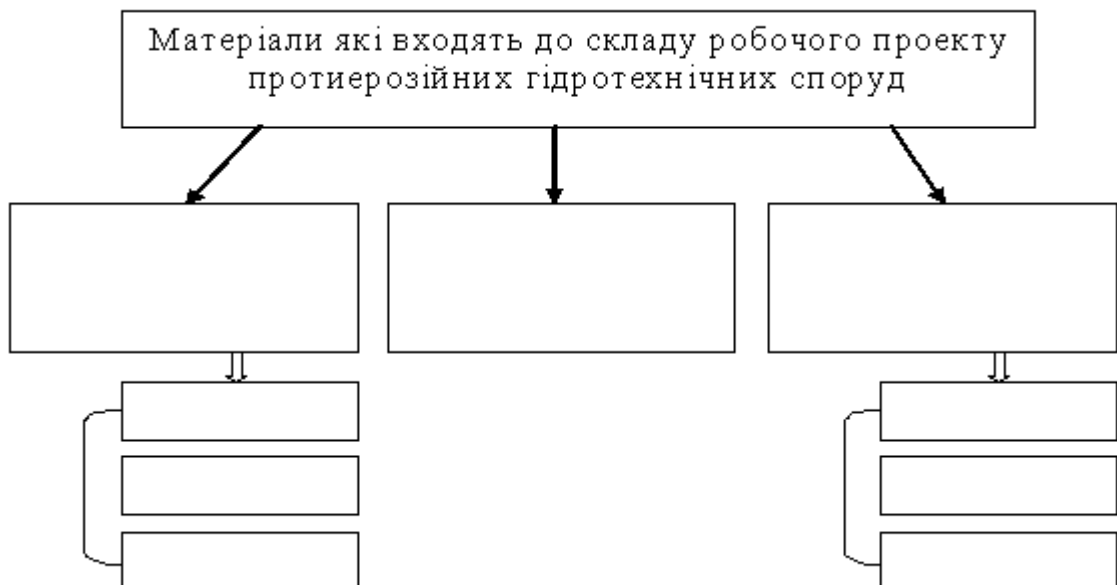 Матеріали які входять до складу робочого проекту
протиерозійних гідротехнічних споруд